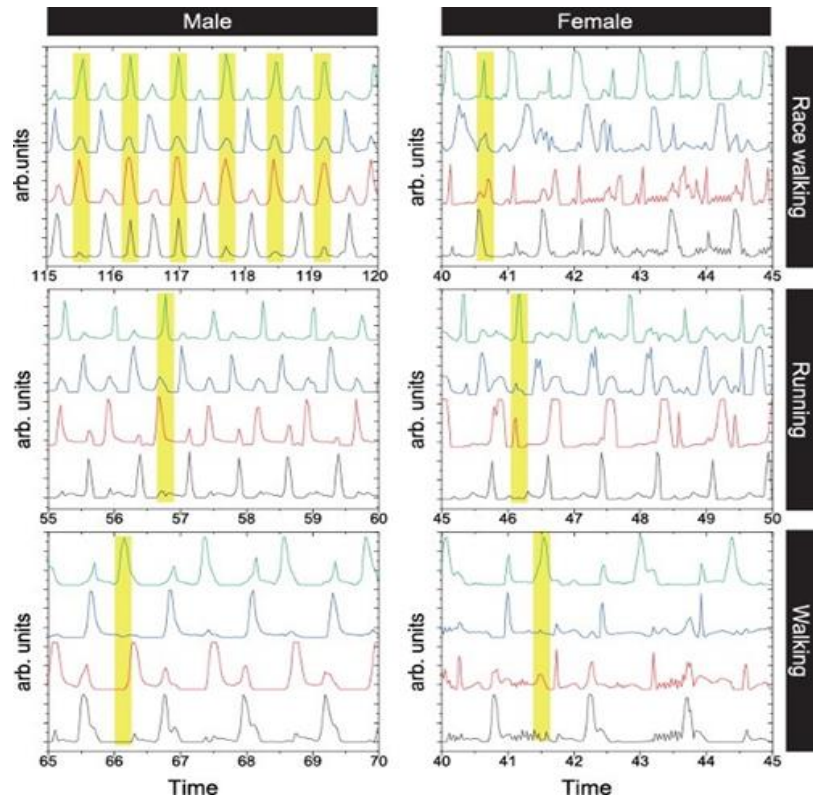 Male Female
arb.units
115 116 117 118 119 120
40 41 42 43 44 45
Race walking
arb. units
55 56 57 58 59 60
arb. units
45 46 47 48 49 50
Running
arb. units
65 66 67 68 69 70
Time
arb. units
40 41 42 43 44 45
Time
Walking